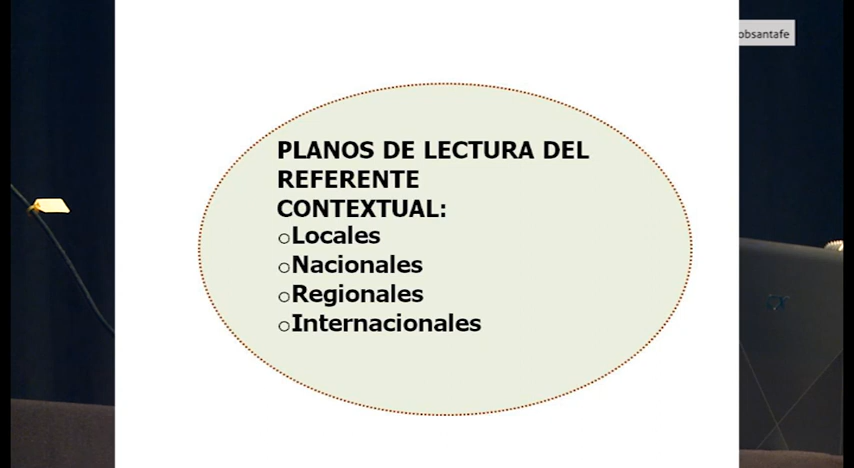 obsantafe
PLANOS DE LECTURA DEL
REFERENTE
CONTEXTUAL:
oLocales
oNacionales
oRegionales
oInternacionales